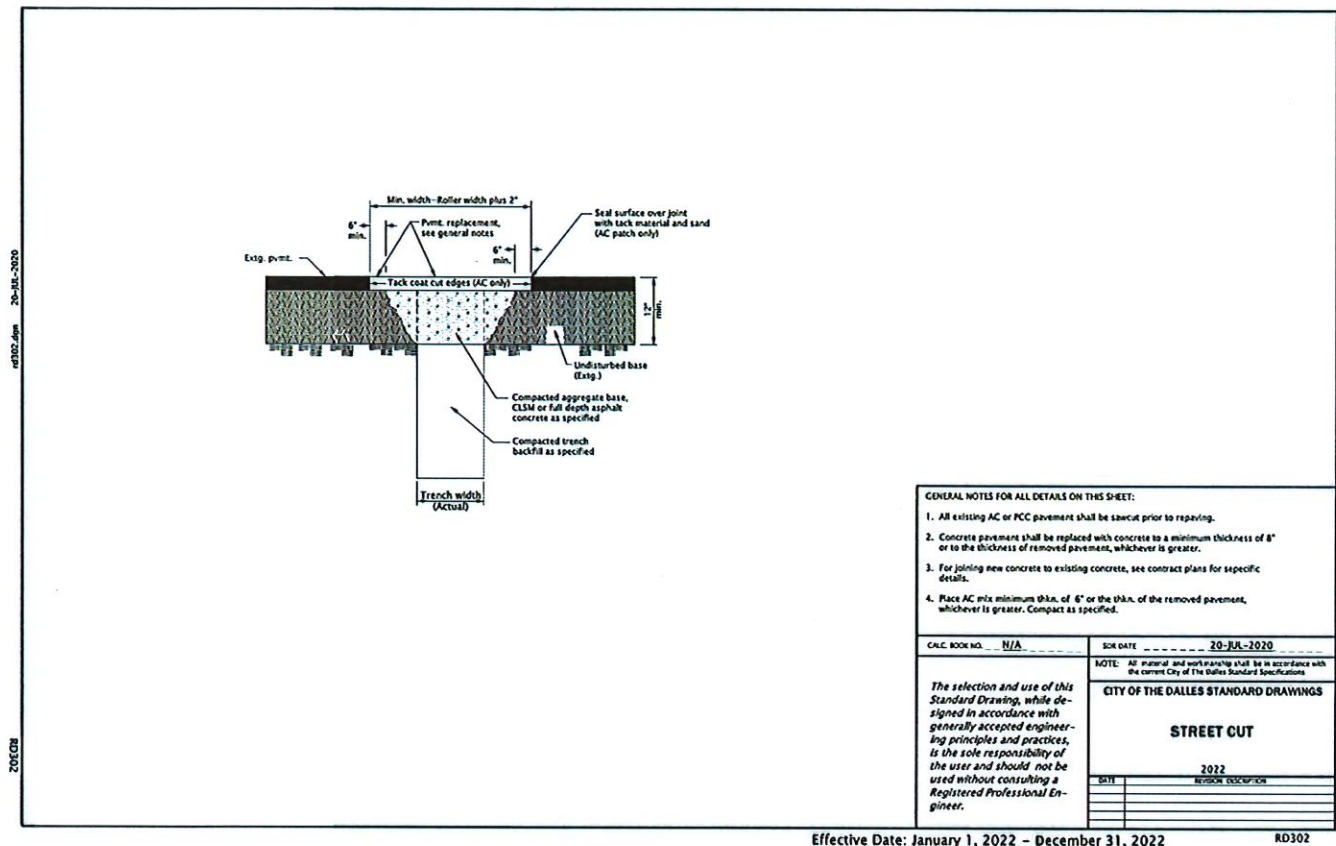 Min. width-Roller width plus 2"
6"
min.
Pvmt. replacement,
see general notes
Seal surface over joint
with tack material and sand
(AC patch only)
6"
min.
Extg. pvmt.
Tack coat cut edges (AC only)
12"
min.
Undisturbed base
(Extg.)
Compacted aggregate base,
CLSM or full depth asphalt
concrete as specified
Compacted trench
backfill as specified
Trench width
(Actual)
rd302.dgn 20-JUL-2020
RD302
GENERAL NOTES FOR ALL DETAILS ON THIS SHEET:
1. All existing AC or PCC pavement shall be sawcut prior to repaving.
2. Concrete pavement shall be replaced with concrete to a minimum thickness of 8"
or to the thickness of removed pavement, whichever is greater.
3. For joining new concrete to existing concrete, see contract plans for sepecific
details.
4. Place AC mix minimum thkn. of 6" or the thkn. of the removed pavement,
whichever is greater. Compact as specified.
CALC. BOOK NO. N/A
SDR DATE 20-JUL-2020
NOTE: All material and workmanship shall be in accordance with
the current City of The Dalles Standard Specifications
The selection and use of this
Standard Drawing, while de-
signed in accordance with
generally accepted engineer-
ing principles and practices,
is the sole responsibility of
the user and should not be
used without consulting a
Registered Professional En-
gineer.
CITY OF THE DALLES STANDARD DRAWINGS
STREET CUT
2022
DATE REVISION DESCRIPTION
Effective Date: January 1, 2022 – December 31, 2022
RD302